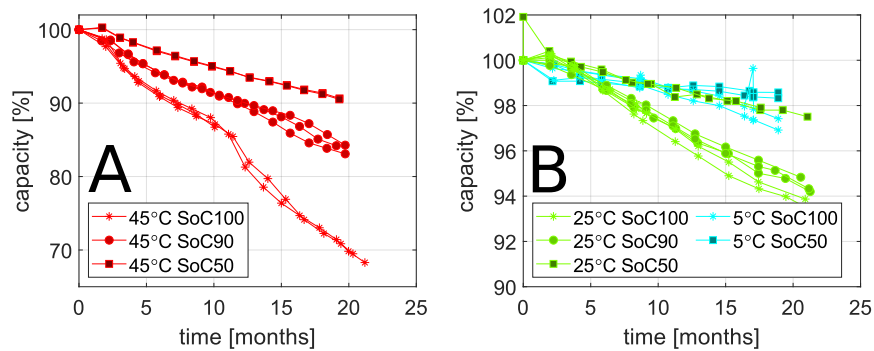 100
90
80
70
0
5
10
15
20
25
capacity [%]
time [months]
A
45°C SoC100
45°C SoC90
45°C SoC50
102
100
98
96
94
92
90
0
5
10
15
20
25
capacity [%]
time [months]
B
25°C SoC100
25°C SoC90
25°C SoC50
5°C SoC100
5°C SoC50